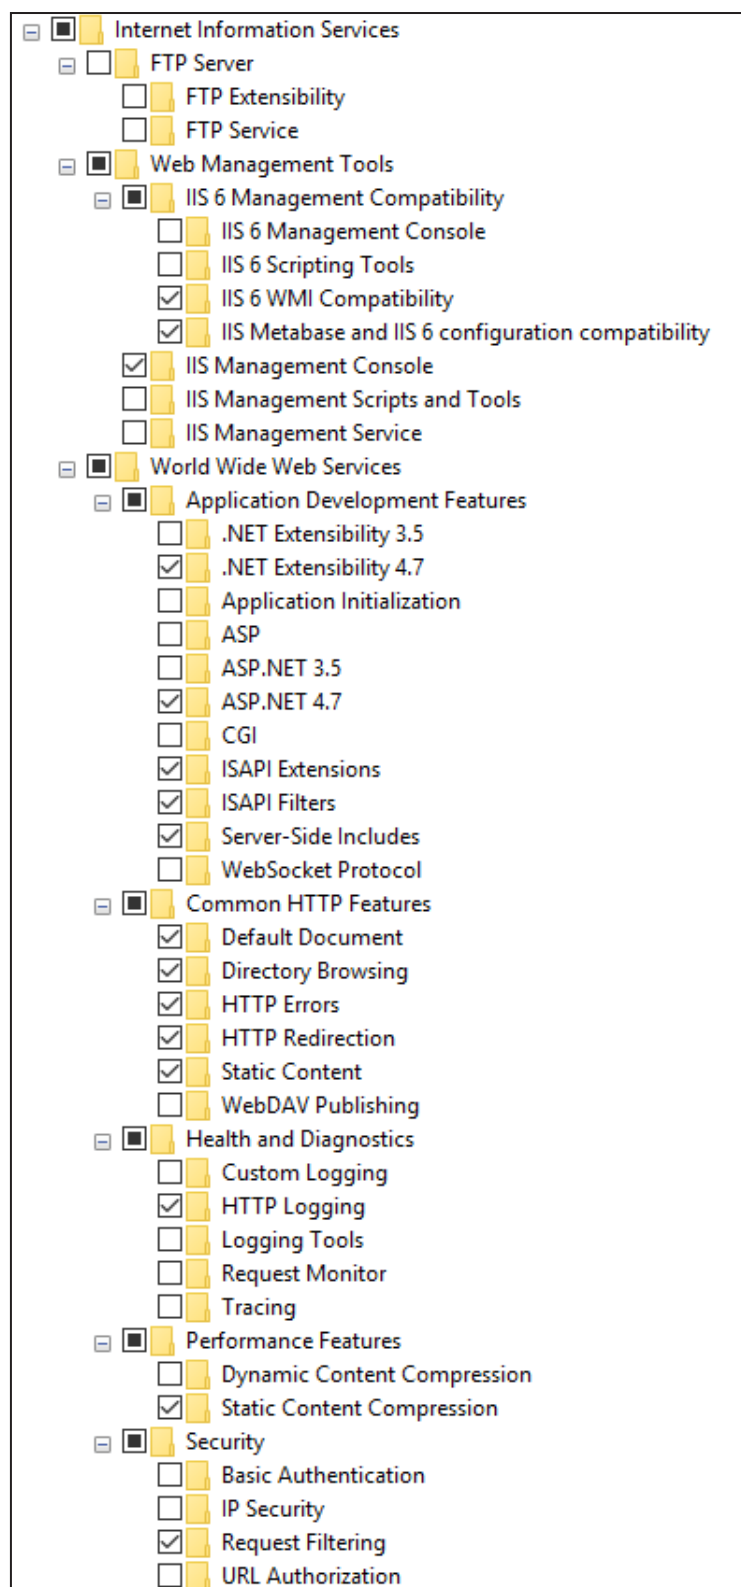 Internet Information Services
FTP Server
FTP Extensibility
FTP Service
Web Management Tools
IIS 6 Management Compatibility
IIS 6 Management Console
IIS 6 Scripting Tools
IIS 6 WMI Compatibility
IIS Metabase and IIS 6 configuration compatibility
IIS Management Console
IIS Management Scripts and Tools
IIS Management Service
World Wide Web Services
Application Development Features
.NET Extensibility 3.5
.NET Extensibility 4.7
Application Initialization
ASP
ASP.NET 3.5
ASP.NET 4.7
CGI
ISAPI Extensions
ISAPI Filters
Server-Side Includes
WebSocket Protocol
Common HTTP Features
Default Document
Directory Browsing
HTTP Errors
HTTP Redirection
Static Content
WebDAV Publishing
Health and Diagnostics
Custom Logging
HTTP Logging
Logging Tools
Request Monitor
Tracing
Performance Features
Dynamic Content Compression
Static Content Compression
Security
Basic Authentication
IP Security
Request Filtering
URL Authorization